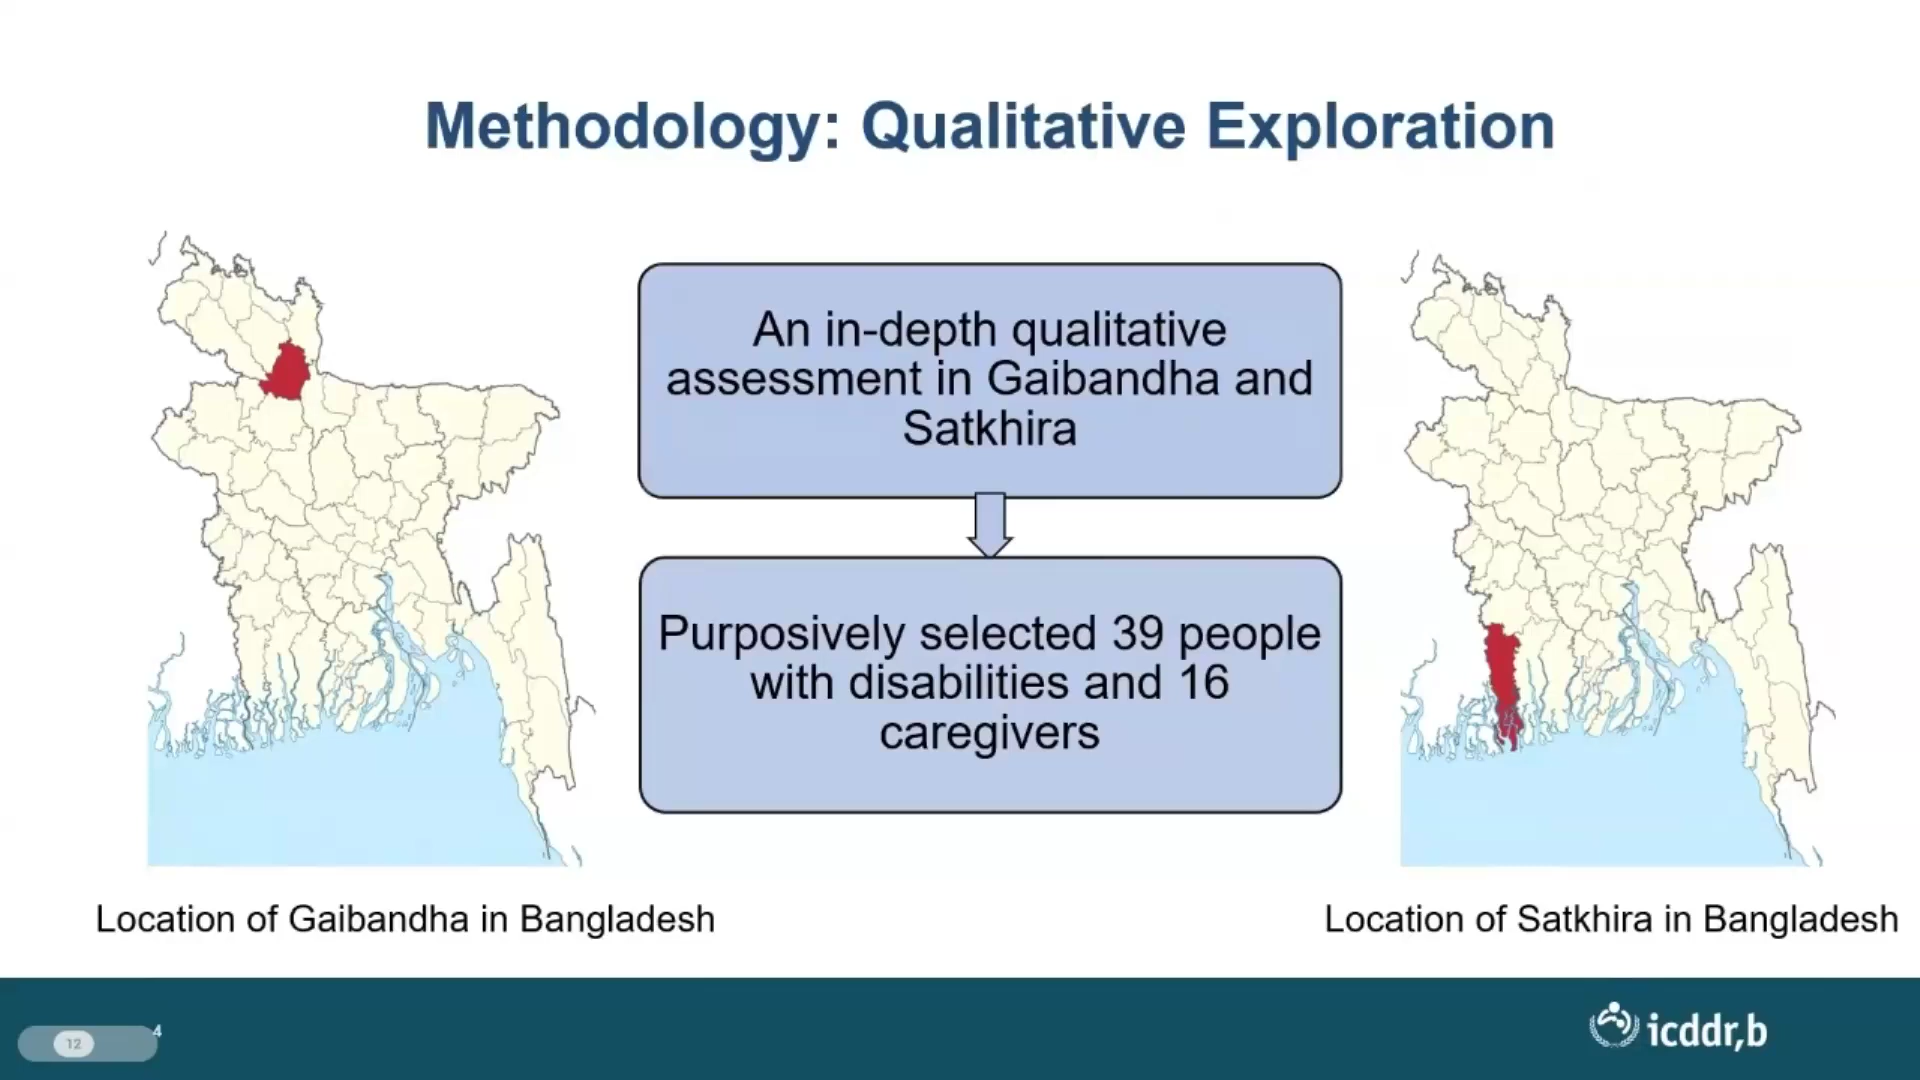 Methodology: Qualitative Exploration
An in-depth qualitative
assessment in Gaibandha and
Satkhira
Purposively selected 39 people
with disabilities and 16
caregivers
Location of Gaibandha in Bangladesh
Location of Satkhira in Bangladesh
4
12
icddr,b